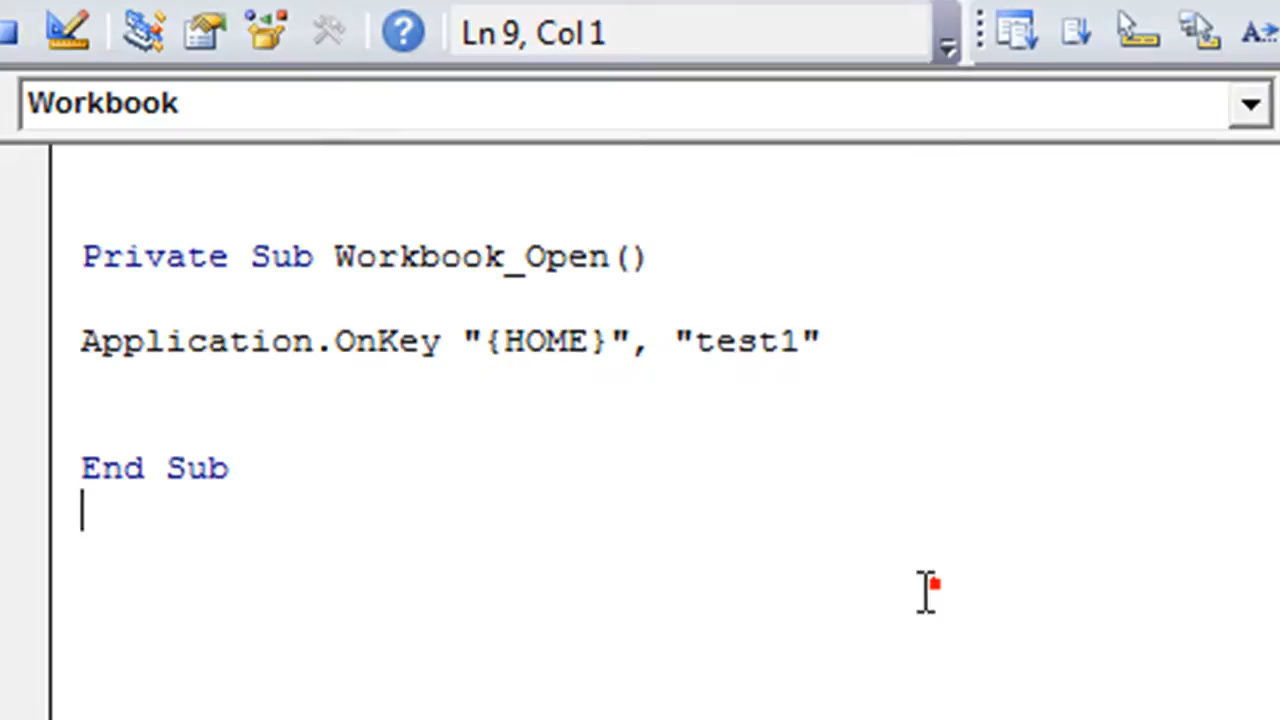 Ln 9, Col 1
Workbook
Private Sub Workbook_Open()
Application.OnKey "{HOME}", "test1"
End Sub